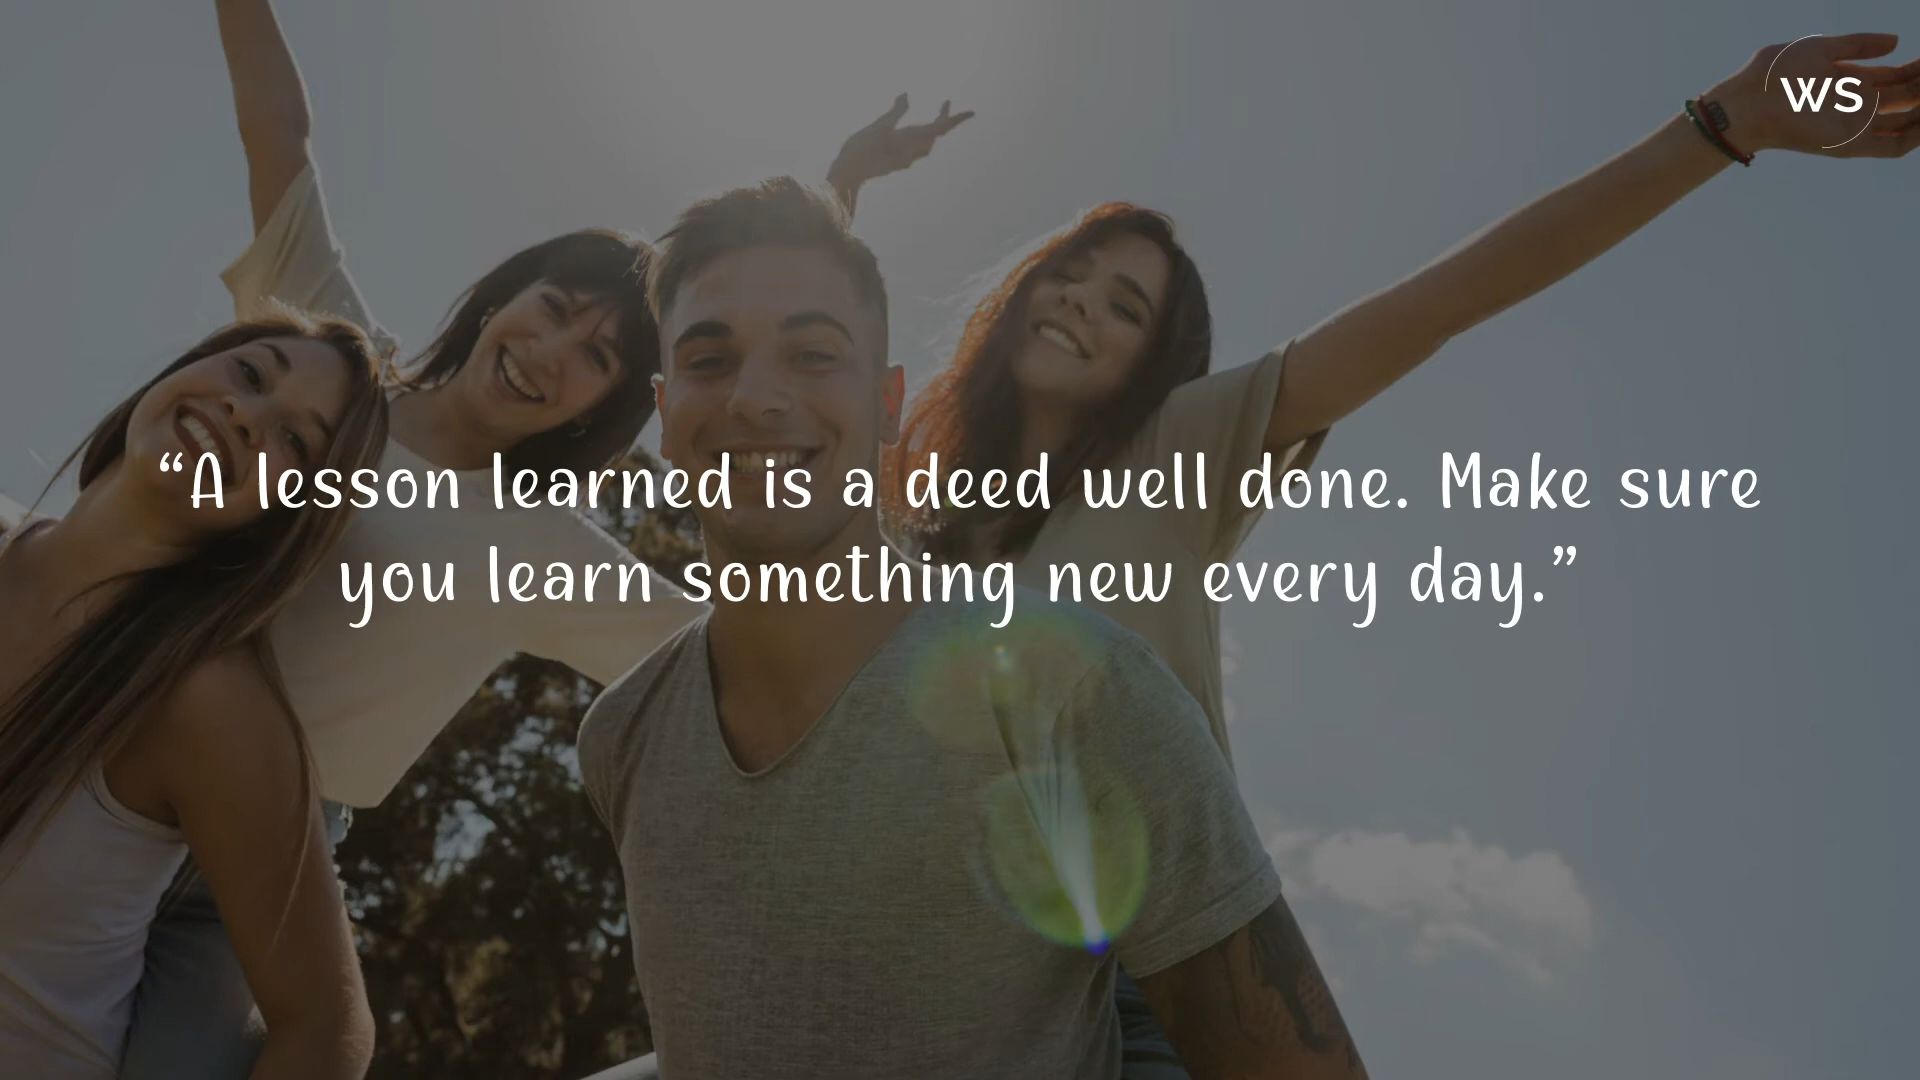 WS
“A lesson learned is a deed well done. Make sure
you learn something new every day.”